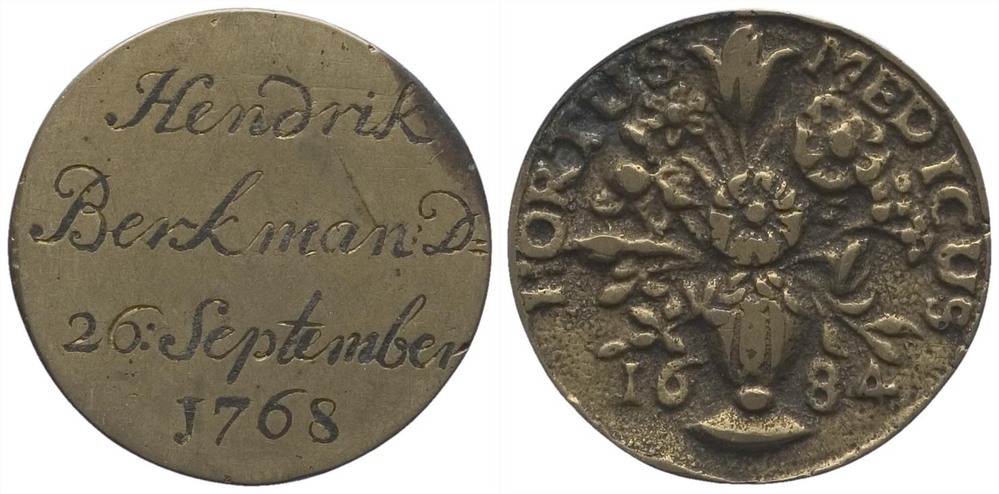 Hendrik
Berkman: D=
26: September
1768
HORTUS MEDICUS
1684